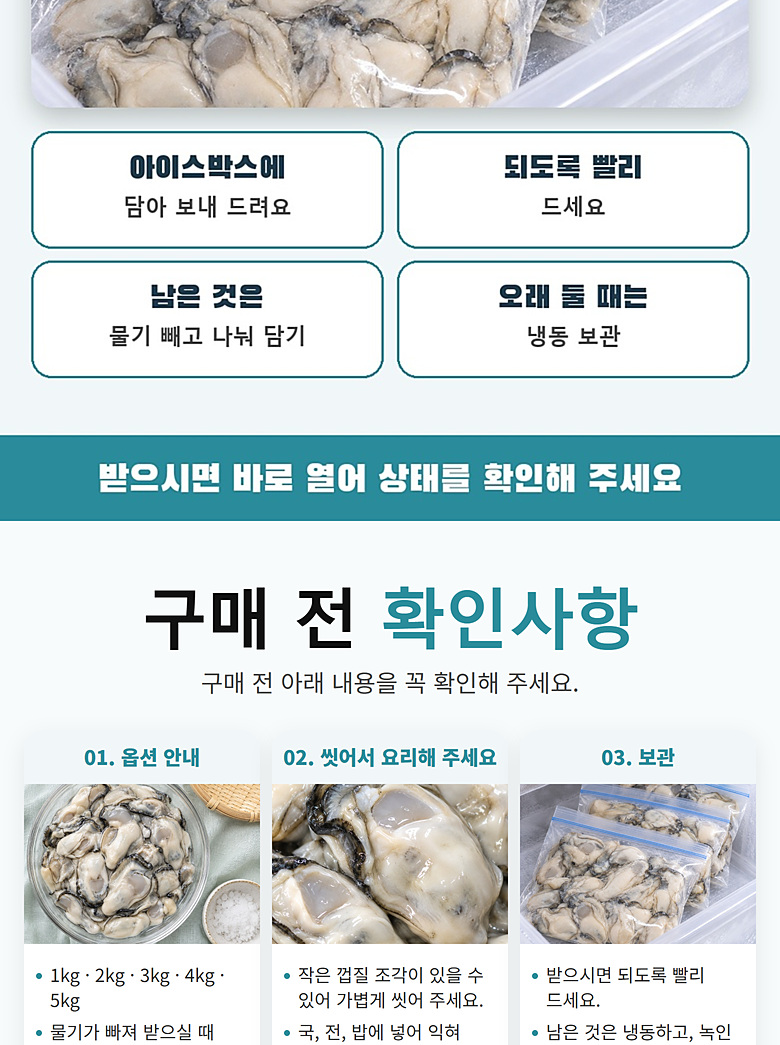 아이스박스에
담아 보내 드려요
되도록 빨리
드세요
남은 것은
물기 빼고 나눠 담기
오래 둘 때는
냉동 보관
받으시면 바로 열어 상태를 확인해 주세요
구매 전 확인사항
구매 전 아래 내용을 꼭 확인해 주세요.
01. 옵션 안내
• 1kg · 2kg · 3kg · 4kg ·
5kg
• 물기가 빠져 받으실 때
02. 씻어서 요리해 주세요
• 작은 껍질 조각이 있을 수
있어 가볍게 씻어 주세요.
• 국, 전, 밥에 넣어 익혀
03. 보관
• 받으시면 되도록 빨리
드세요.
• 남은 것은 냉동하고, 녹인